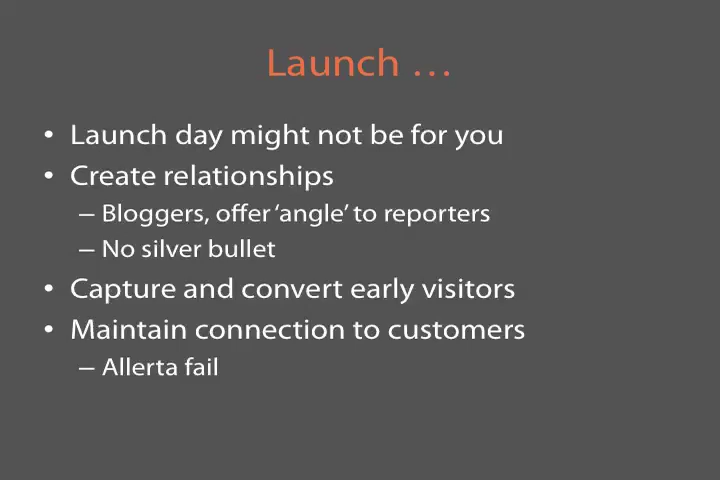 Launch …
• Launch day might not be for you
• Create relationships
– Bloggers, offer ‘angle’ to reporters
– No silver bullet
• Capture and convert early visitors
• Maintain connection to customers
– Allerta fail